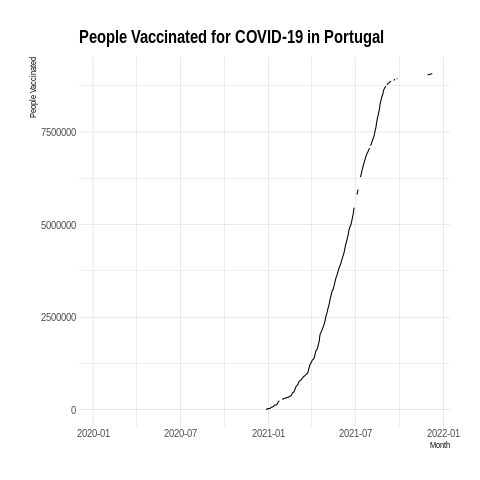 People Vaccinated for COVID-19 in Portugal
People Vaccinated
7500000
5000000
2500000
0
2020-01 2020-07 2021-01 2021-07 2022-01
Month